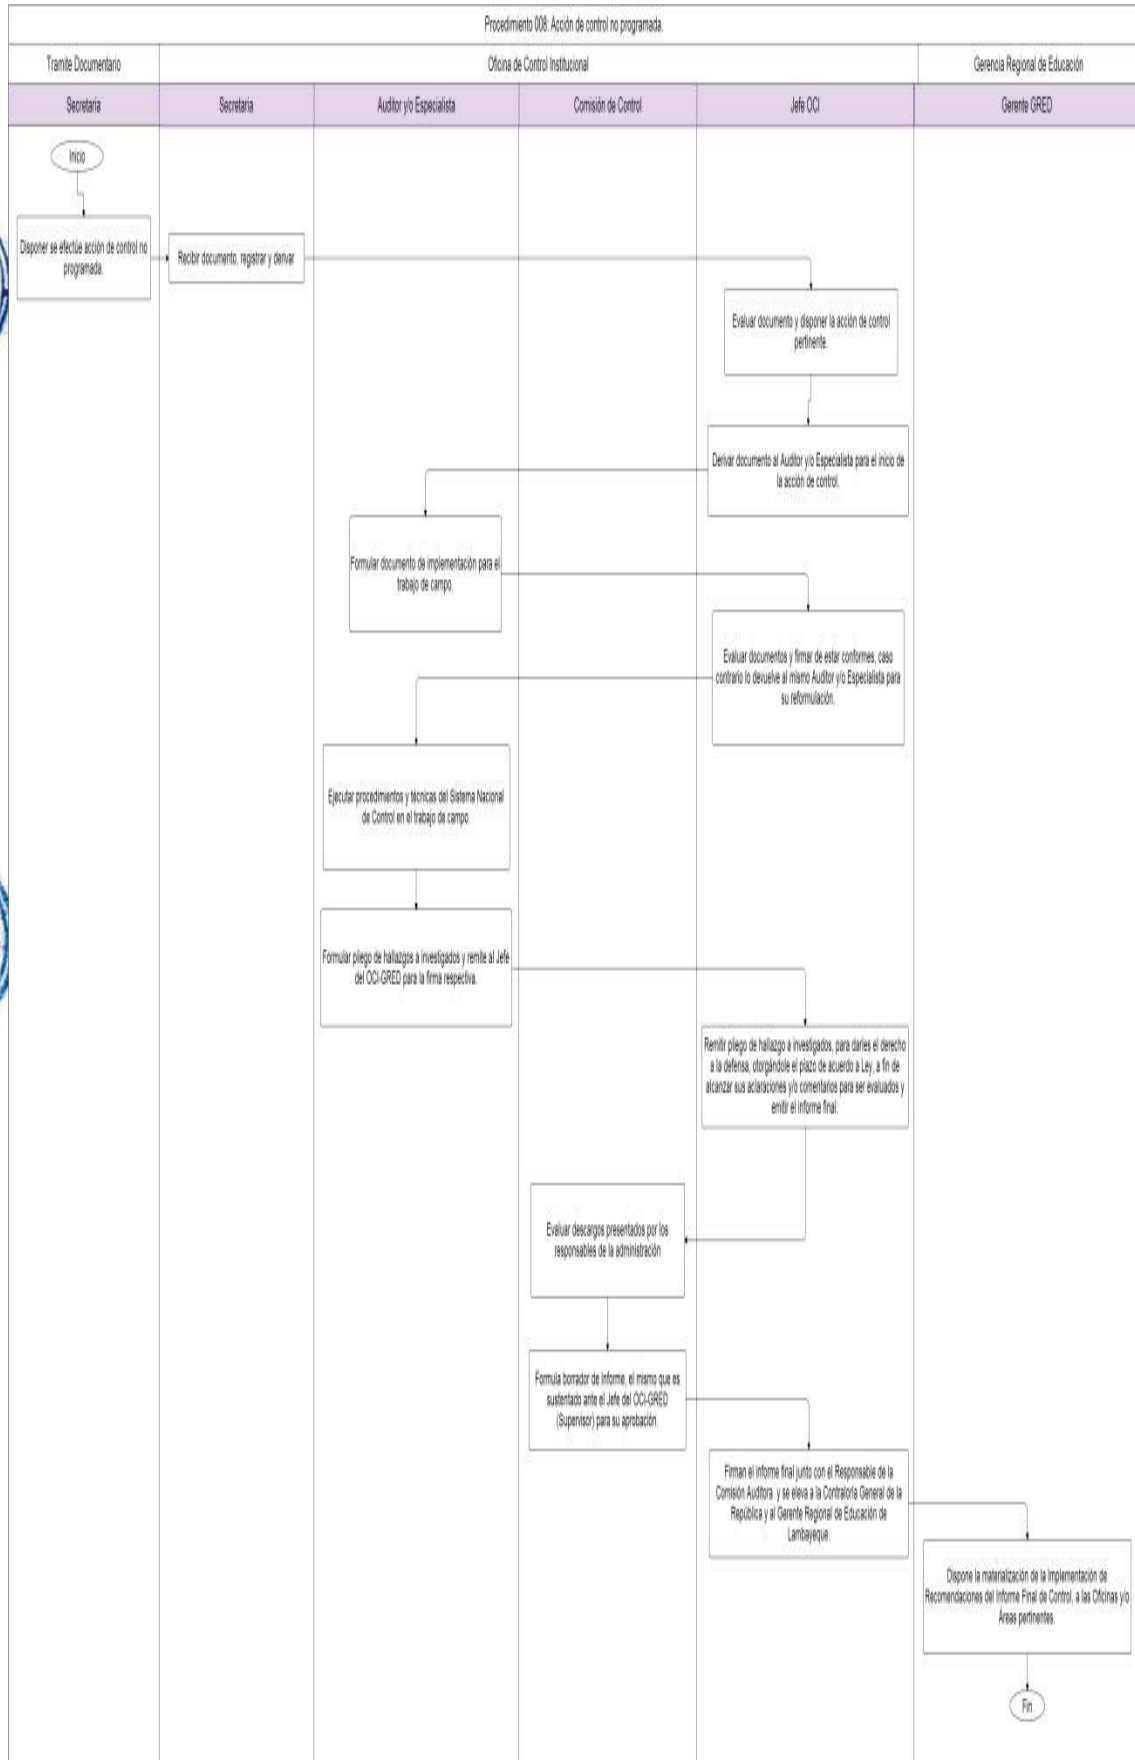 Procedimiento 008: Acción de control no programada.
Tramite Documentario
Oficina de Control Institucional
Gerencia Regional de Educación
Secretaria
Secretaria
Auditor y/o Especialista
Comisión de Control
Jefe OCI
Gerente GRED
Inicio
Disponer se efectúe acción de control no
programada.
Recibir documento, registrar y derivar
Evaluar documento y disponer la acción de control
pertinente.
Derivar documento al Auditor y/o Especialista para el inicio de
la acción de control.
Formular documento de implementación para el
trabajo de campo.
Evaluar documentos y firmar de estar conformes, caso
contrario lo devuelve al mismo Auditor y/o Especialista para
su reformulación.
Ejecutar procedimientos y técnicas del Sistema Nacional
de Control en el trabajo de campo.
Formular pliego de hallazgos a investigados y remite al Jefe
del OCI-GRED para la firma respectiva.
Remitir pliego de hallazgo a investigados, para darles el derecho
a la defensa, otorgándole el plazo de acuerdo a Ley, a fin de
alcanzar sus aclaraciones y/o comentarios para ser evaluados y
emitir el informe final.
Evaluar descargos presentados por los
responsables de la administración
Formula borrador de Informe, el mismo que es
sustentado ante el Jefe del OCI-GRED
(Supervisor) para su aprobación.
Firman el informe final junto con el Responsable de la
Comisión Auditora y se eleva a la Contraloría General de la
República y al Gerente Regional de Educación de
Lambayeque.
Dispone la materialización de la Implementación de
Recomendaciones del Informe Final de Control, a las Oficinas y/o
Áreas pertinentes.
Fin